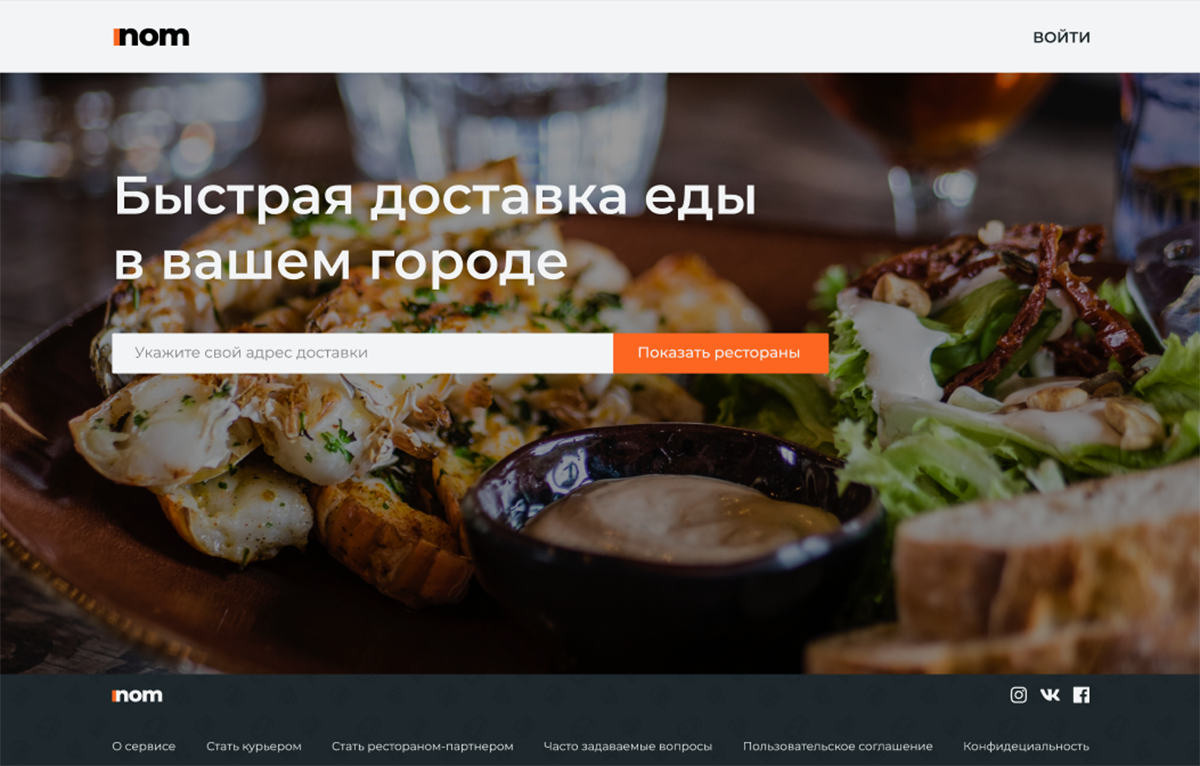 nom
ВОЙТИ
Быстрая доставка еды
в вашем городе
Укажите свой адрес доставки
Показать рестораны
nom
О сервисе
Стать курьером
Стать рестораном-партнером
Часто задаваемые вопросы
Пользовательское соглашение
Конфидециальность